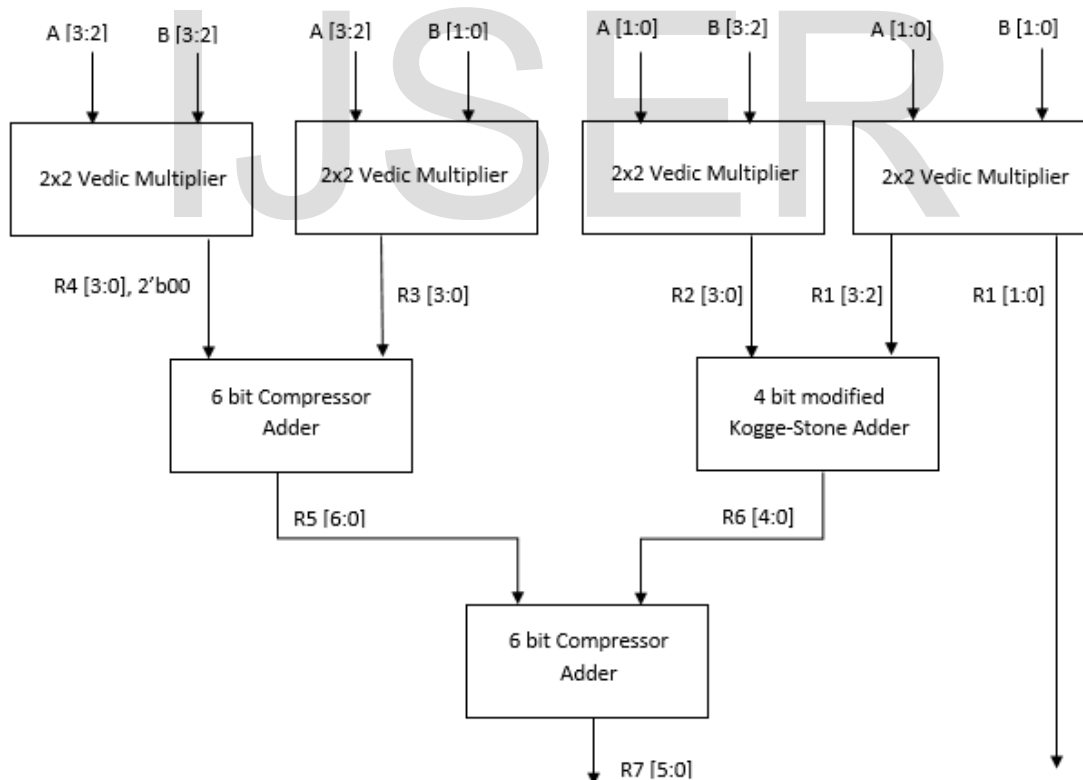 IJSER
A [3:2] B [3:2] A [3:2] B [1:0] A [1:0] B [3:2] A [1:0] B [1:0]
2x2 Vedic Multiplier 2x2 Vedic Multiplier 2x2 Vedic Multiplier 2x2 Vedic Multiplier
R4 [3:0], 2’b00 R3 [3:0] R2 [3:0] R1 [3:2] R1 [1:0]
6 bit Compressor
Adder
4 bit modified
Kogge-Stone Adder
R5 [6:0] R6 [4:0]
6 bit Compressor
Adder
R7 [5:0]